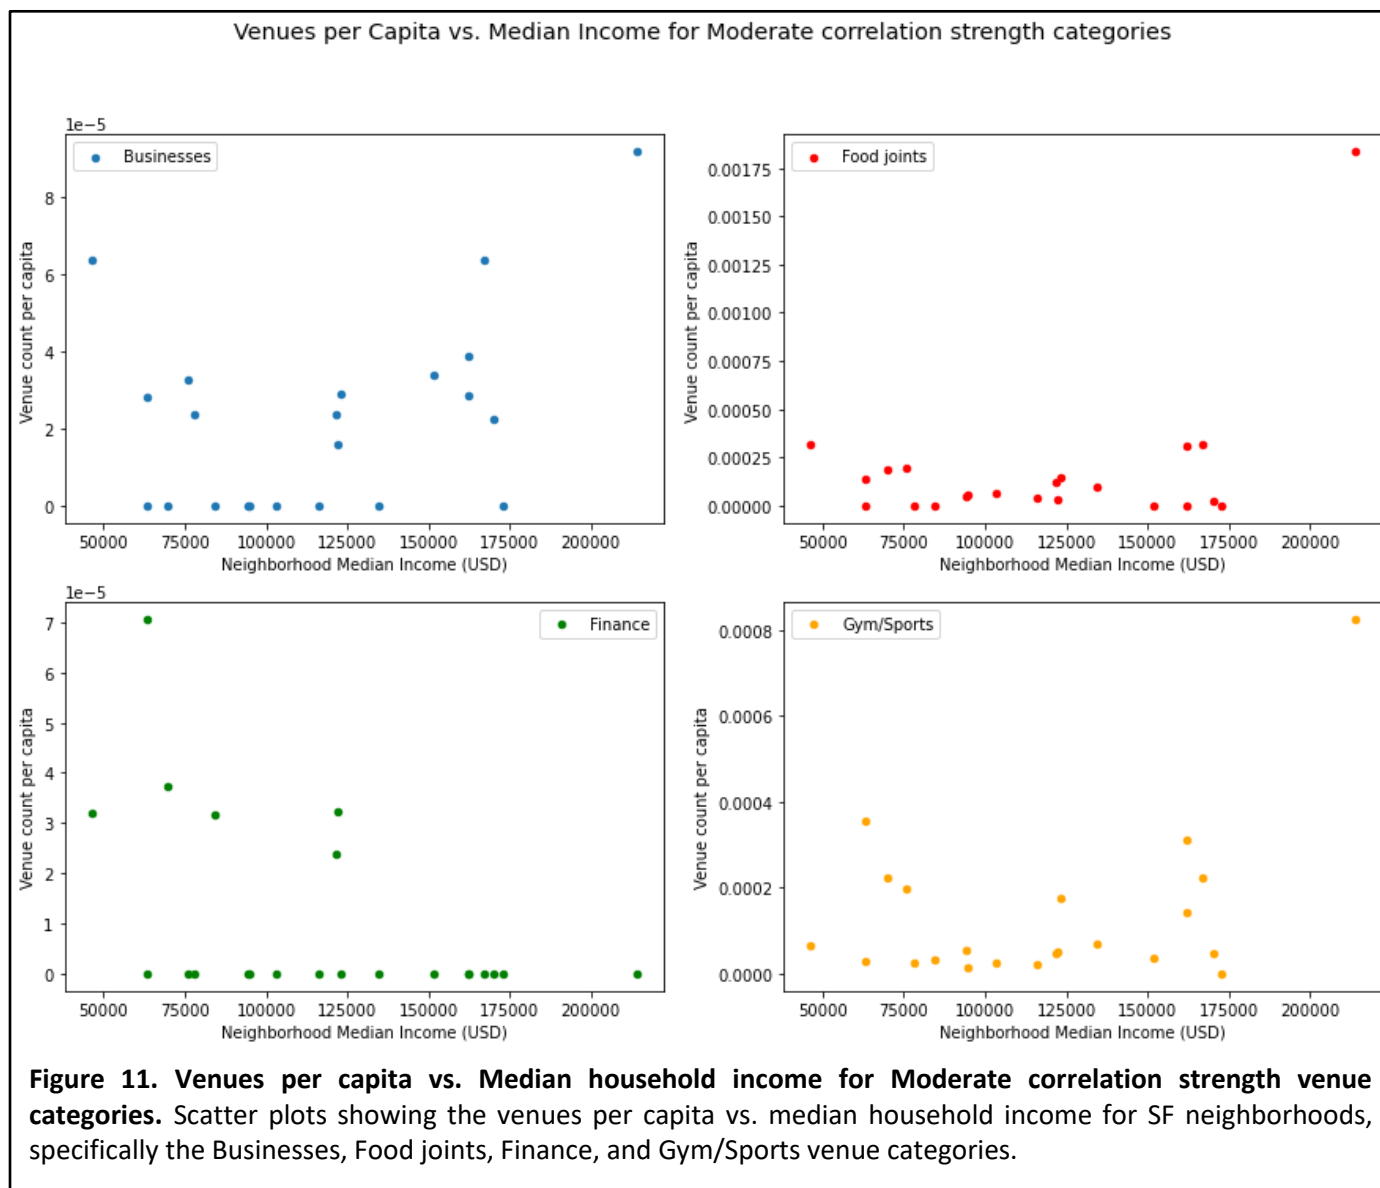 Venues per Capita vs. Median Income for Moderate correlation strength categories
1e−5
Businesses
8
6
4
2
0
Venue count per capita
50000 75000 100000 125000 150000 175000 200000
Neighborhood Median Income (USD)
Food joints
0.00175
0.00150
0.00125
0.00100
0.00075
0.00050
0.00025
0.00000
Venue count per capita
50000 75000 100000 125000 150000 175000 200000
Neighborhood Median Income (USD)
1e−5
Finance
7
6
5
4
3
2
1
0
Venue count per capita
50000 75000 100000 125000 150000 175000 200000
Neighborhood Median Income (USD)
Gym/Sports
0.0008
0.0006
0.0004
0.0002
0.0000
Venue count per capita
50000 75000 100000 125000 150000 175000 200000
Neighborhood Median Income (USD)
Figure 11. Venues per capita vs. Median household income for Moderate correlation strength venue
categories. Scatter plots showing the venues per capita vs. median household income for SF neighborhoods,
specifically the Businesses, Food joints, Finance, and Gym/Sports venue categories.